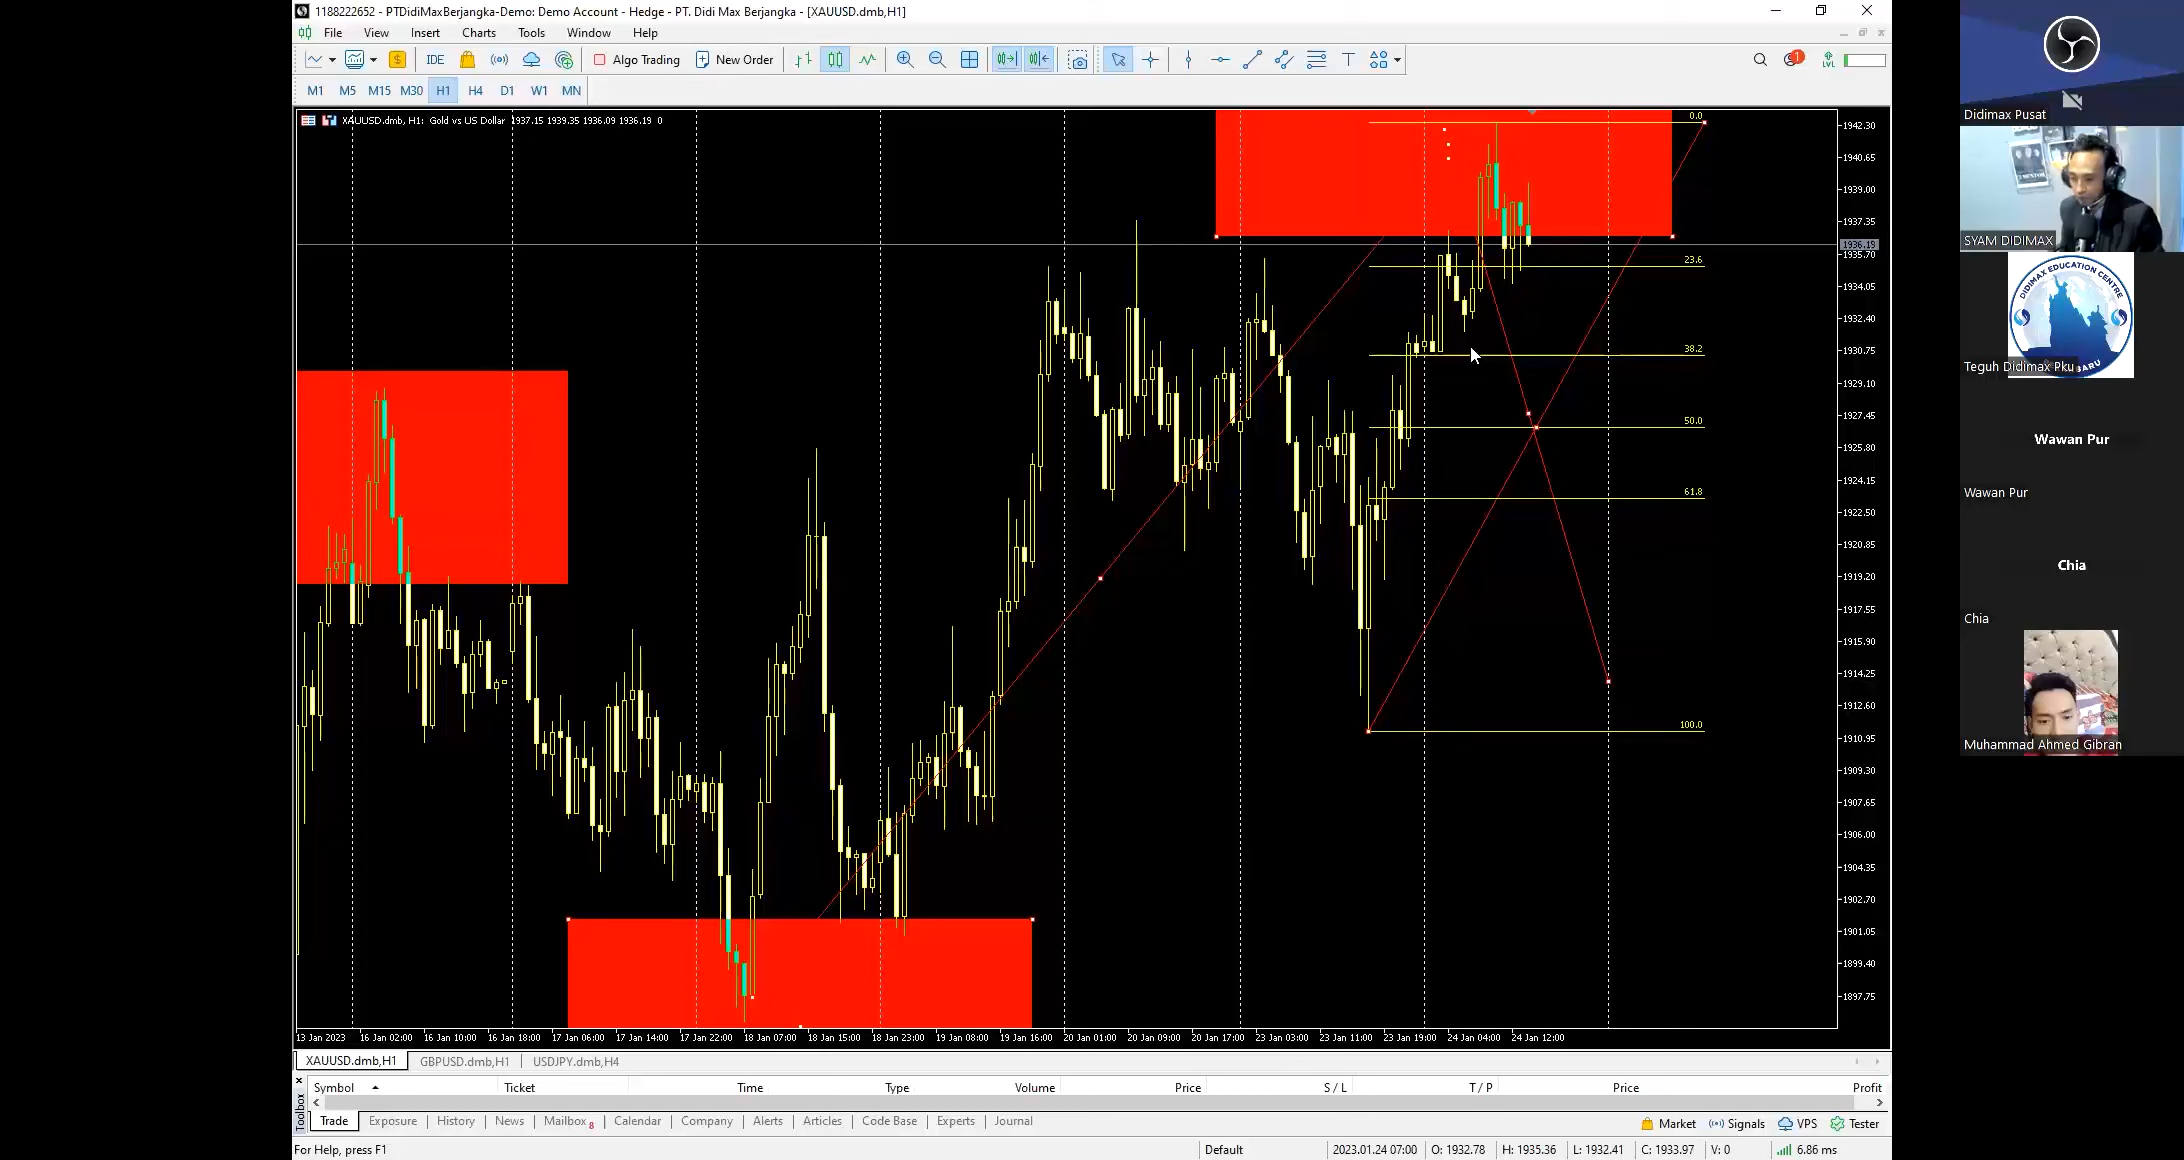 1188222652 - PTDidiMaxBerjangka-Demo: Demo Account - Hedge - PT. Didi Max Berjangka - [XAUUSD.dmb,H1]
File View Insert Charts Tools Window Help
IDE Algo Trading New Order
1
LVL
M1 M5 M15 M30 H1 H4 D1 W1 MN
XAUUSD.dmb, H1: Gold vs US Dollar 1937.15 1939.35 1936.09 1936.19 0
0.0
23.6
38.2
50.0
61.8
100.0
1942.30
1940.65
1939.00
1937.35
1936.19
1935.70
1934.05
1932.40
1930.75
1929.10
1927.45
1925.80
1924.15
1922.50
1920.85
1919.20
1917.55
1915.90
1914.25
1912.60
1910.95
1909.30
1907.65
1906.00
1904.35
1902.70
1901.05
1899.40
1897.75
13 Jan 2023 16 Jan 02:00 16 Jan 10:00 16 Jan 18:00 17 Jan 06:00 17 Jan 14:00 17 Jan 22:00 18 Jan 07:00 18 Jan 15:00 18 Jan 23:00 19 Jan 08:00 19 Jan 16:00 20 Jan 01:00 20 Jan 09:00 20 Jan 17:00 23 Jan 03:00 23 Jan 11:00 23 Jan 19:00 24 Jan 04:00 24 Jan 12:00
XAUUSD.dmb,H1 GBPUSD.dmb,H1 USDJPY.dmb,H4
Symbol Ticket Time Type Volume Price S / L T / P Price Profit
Toolbox
Trade Exposure History News Mailbox 8 Calendar Company Alerts Articles Code Base Experts Journal
Market Signals VPS Tester
For Help, press F1
Default 2023.01.24 07:00 O: 1932.78 H: 1935.36 L: 1932.41 C: 1933.97 V: 0 6.86 ms
Didimax Pusat
SYAM DIDIMAX
DIDIMAX EDUCATION CENTRE
Teguh Didimax Pku
Wawan Pur
Wawan Pur
Chia
Chia
Muhammad Ahmed Gibran